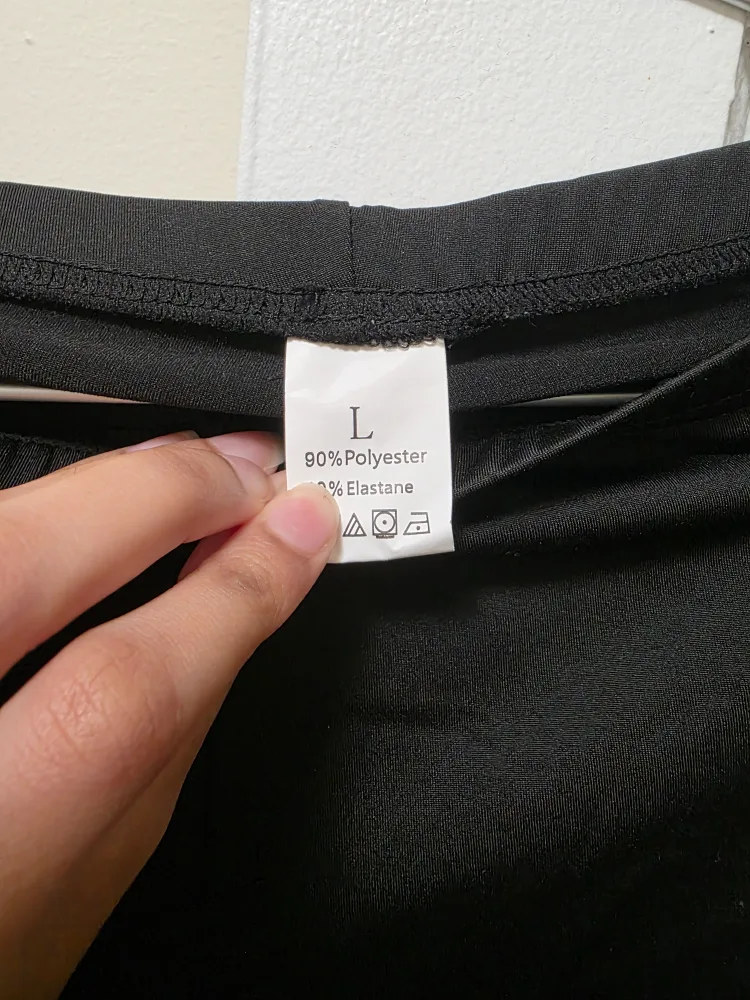 L
90%Polyester
% Elastane